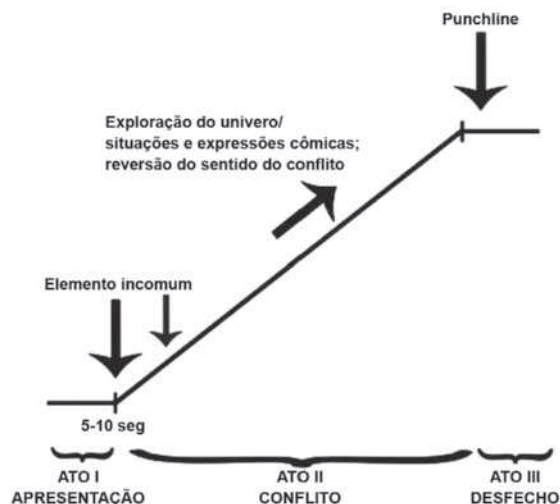 Punchline
Exploração do univero/
situações e expressões cômicas;
reversão do sentido do conflito
Elemento incomum
5-10 seg
ATO I
APRESENTAÇÃO
ATO II
CONFLITO
ATO III
DESFECHO